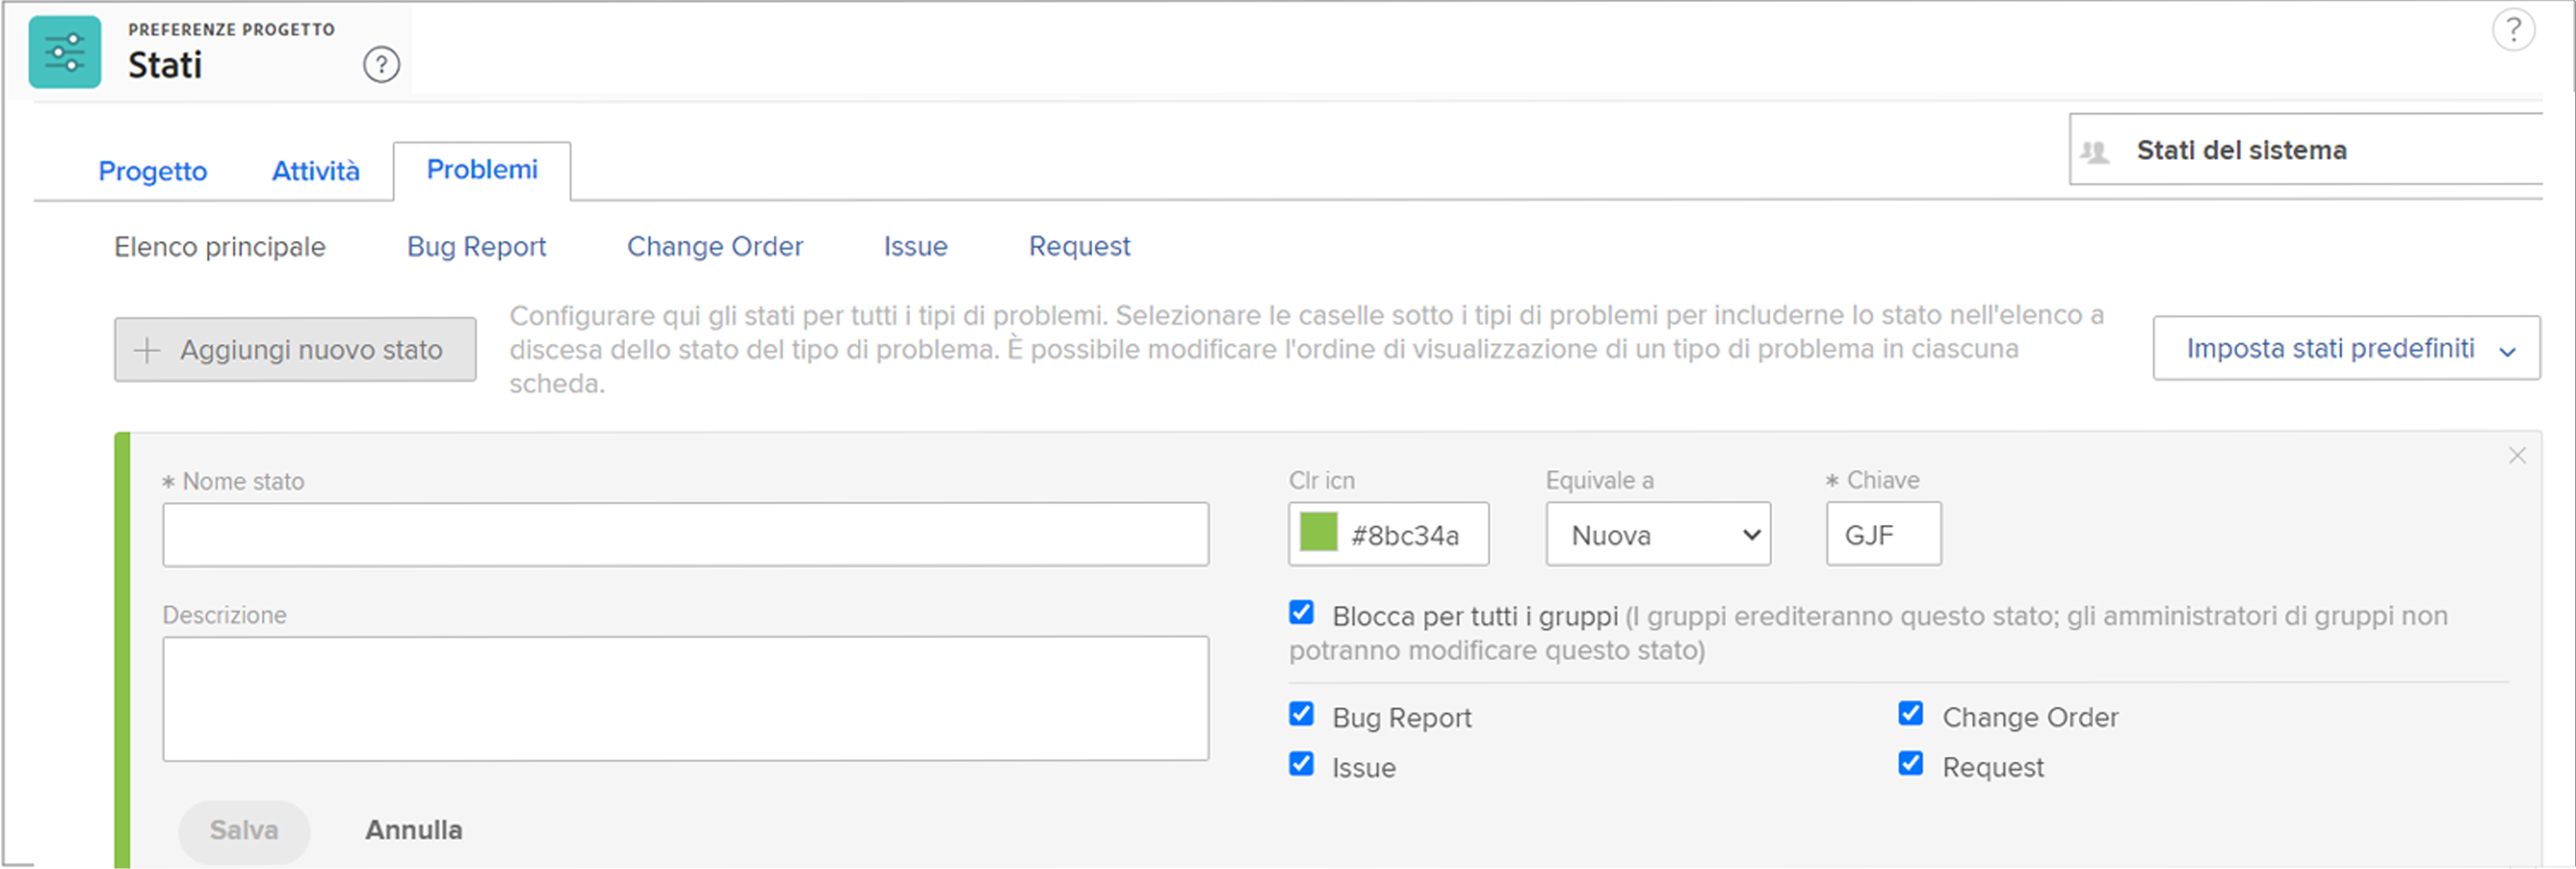 PREFERENZE PROGETTO
Stati
?
?
Progetto
Attività
Problemi
Stati del sistema
Elenco principale
Bug Report
Change Order
Issue
Request
+ Aggiungi nuovo stato
Configurare qui gli stati per tutti i tipi di problemi. Selezionare le caselle sotto i tipi di problemi per includerne lo stato nell'elenco a
discesa dello stato del tipo di problema. È possibile modificare l'ordine di visualizzazione di un tipo di problema in ciascuna
scheda.
Imposta stati predefiniti
* Nome stato
Clr icn
Equivale a
* Chiave
#8bc34a
Nuova
GJF
Descrizione
Blocca per tutti i gruppi (I gruppi erediteranno questo stato; gli amministratori di gruppi non
potranno modificare questo stato)
Bug Report
Change Order
Issue
Request
Salva
Annulla